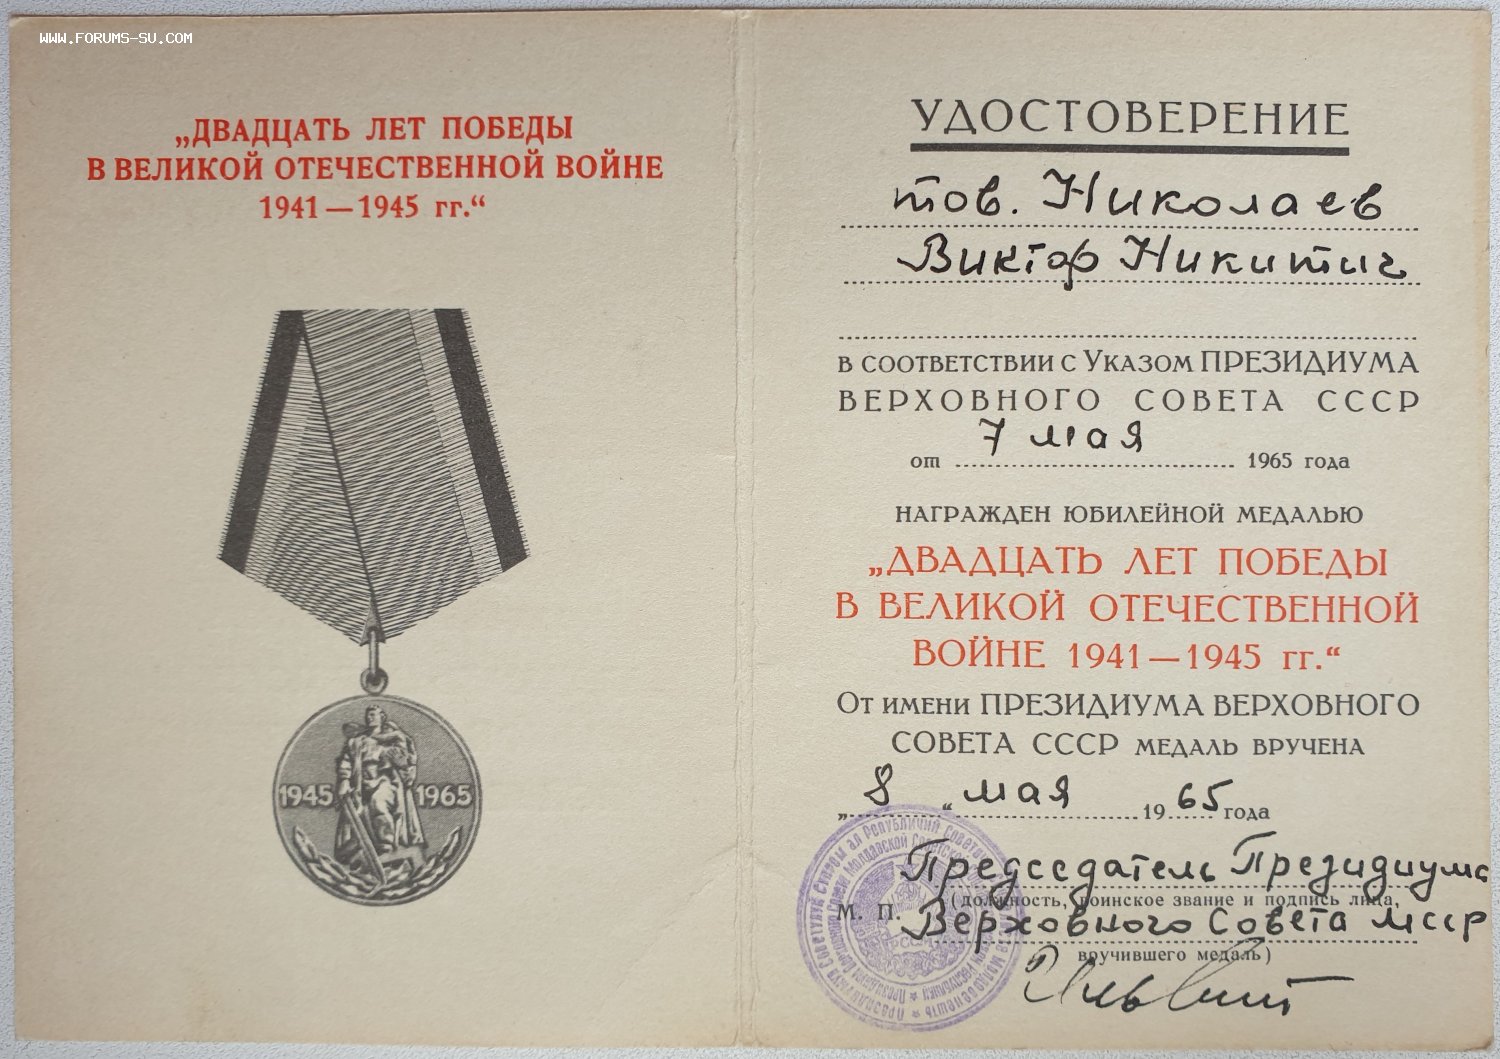 WWW.FORUMS-SU.COM
„ДВАДЦАТЬ ЛЕТ ПОБЕДЫ
В ВЕЛИКОЙ ОТЕЧЕСТВЕННОЙ ВОЙНЕ
1941—1945 гг.“
1945 1965
УДОСТОВЕРЕНИЕ
тов. Николаев
Виктор Никитич
В СООТВЕТСТВИИ С УКАЗОМ ПРЕЗИДИУМА
ВЕРХОВНОГО СОВЕТА СССР
от 7 мая 1965 года
НАГРАЖДЕН ЮБИЛЕЙНОЙ МЕДАЛЬЮ
„ДВАДЦАТЬ ЛЕТ ПОБЕДЫ
В ВЕЛИКОЙ ОТЕЧЕСТВЕННОЙ
ВОЙНЕ 1941—1945 гг.“
ОТ ИМЕНИ ПРЕЗИДИУМА ВЕРХОВНОГО
СОВЕТА СССР МЕДАЛЬ ВРУЧЕНА
„8“ мая 1965 года
Председатель Президиума
(должность, воинское звание и подпись лица,
М. П. Верховного Совета МССР
вручившего медаль)